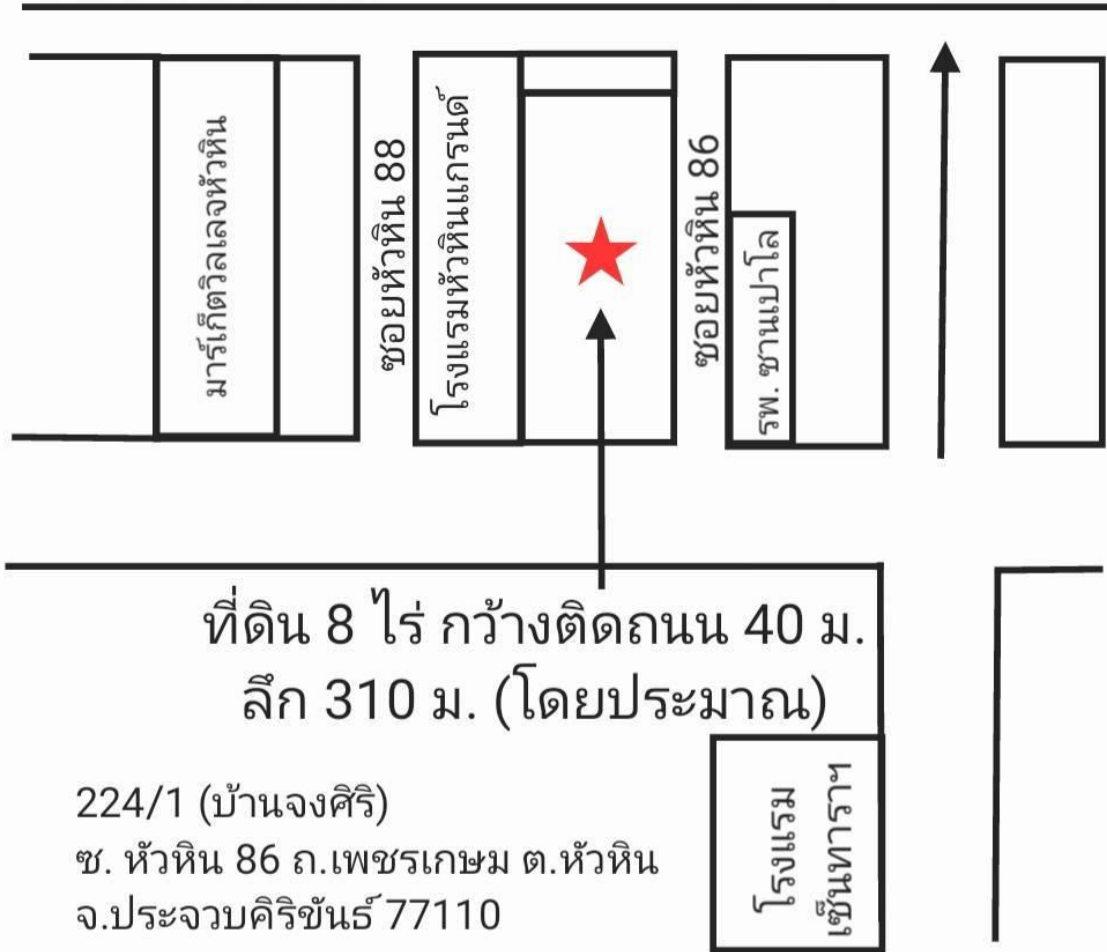 มาร์เก็ตวิลเลจหัวหิน
ซอยหัวหิน 88
โรงแรมหัวหินแกรนด์
ซอยหัวหิน 86
รพ. ซานเปาโล
ที่ดิน 8 ไร่ กว้างติดถนน 40 ม.
ลึก 310 ม. (โดยประมาณ)
224/1 (บ้านจงศิริ)
ซ. หัวหิน 86 ถ.เพชรเกษม ต.หัวหิน
จ.ประจวบคิริขันธ์ 77110
โรงแรม
เซ็นทาราฯ